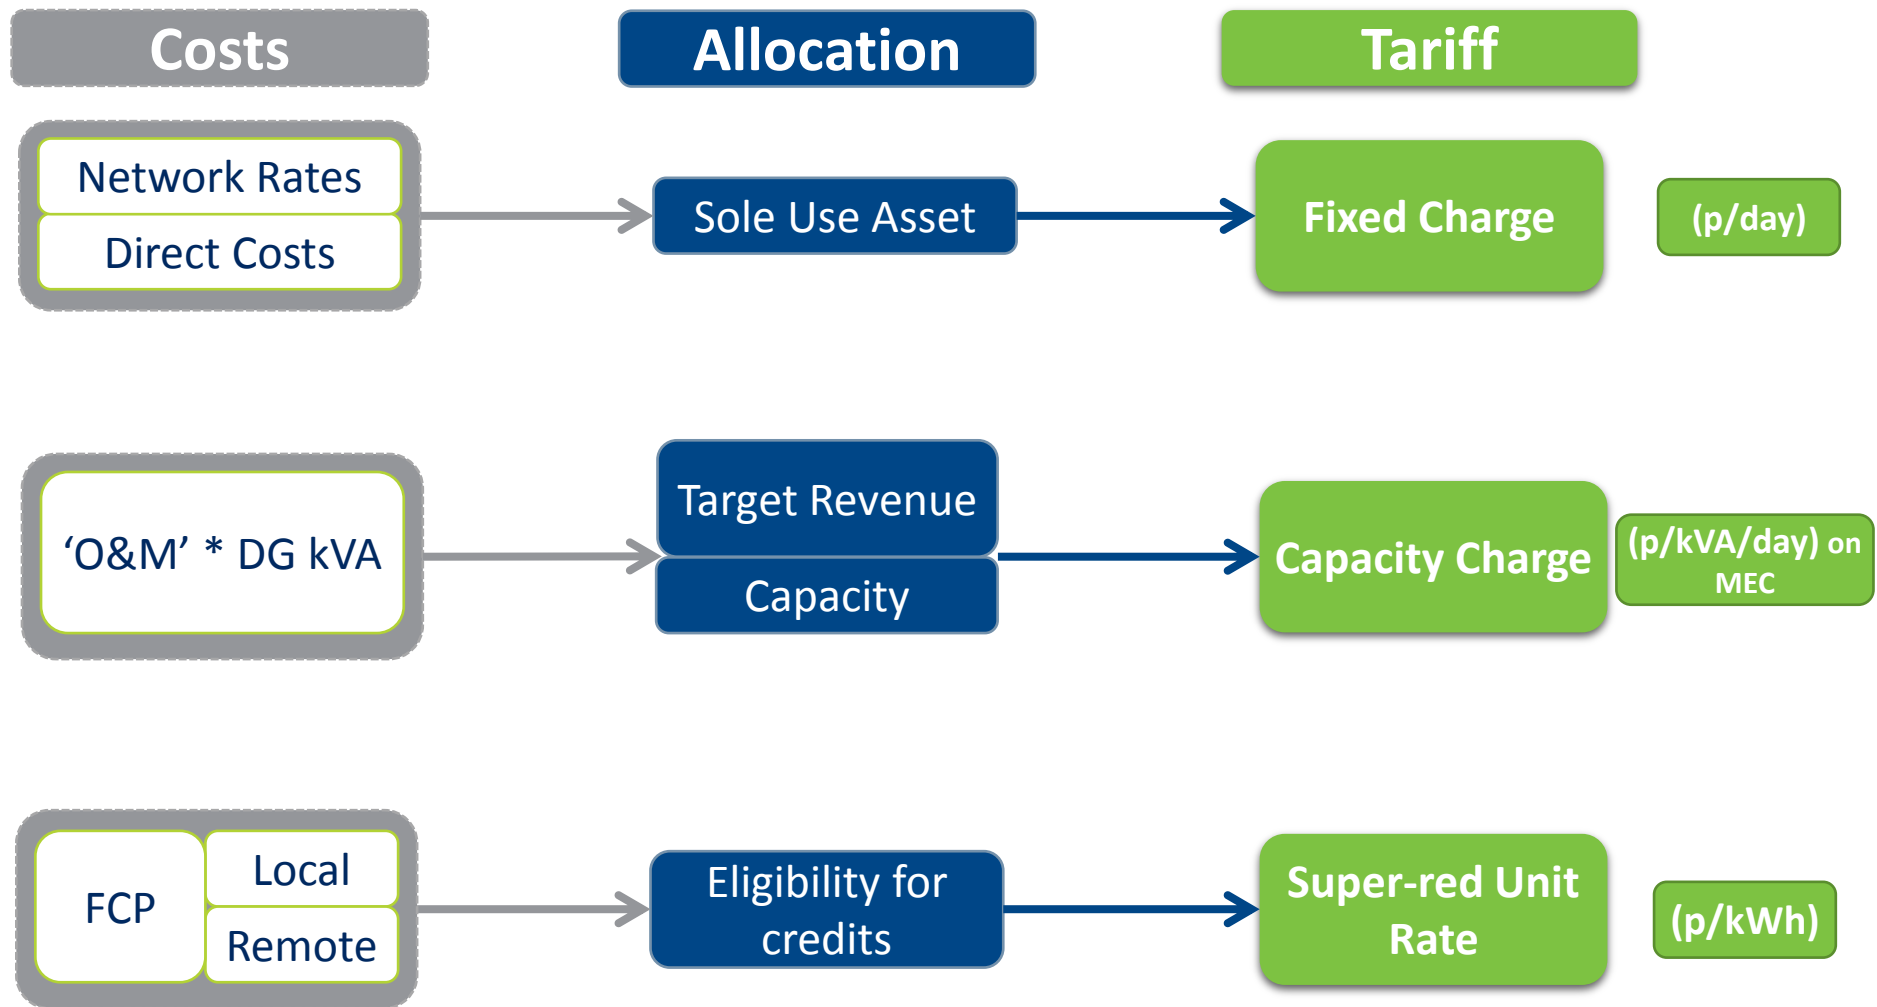 Costs
Allocation
Tariff
Network Rates
Direct Costs
Sole Use Asset
Fixed Charge
(p/day)
‘O&M’ * DG kVA
Target Revenue
Capacity
Capacity Charge
(p/kVA/day) on
MEC
FCP
Local
Remote
Eligibility for
credits
Super-red Unit
Rate
(p/kWh)